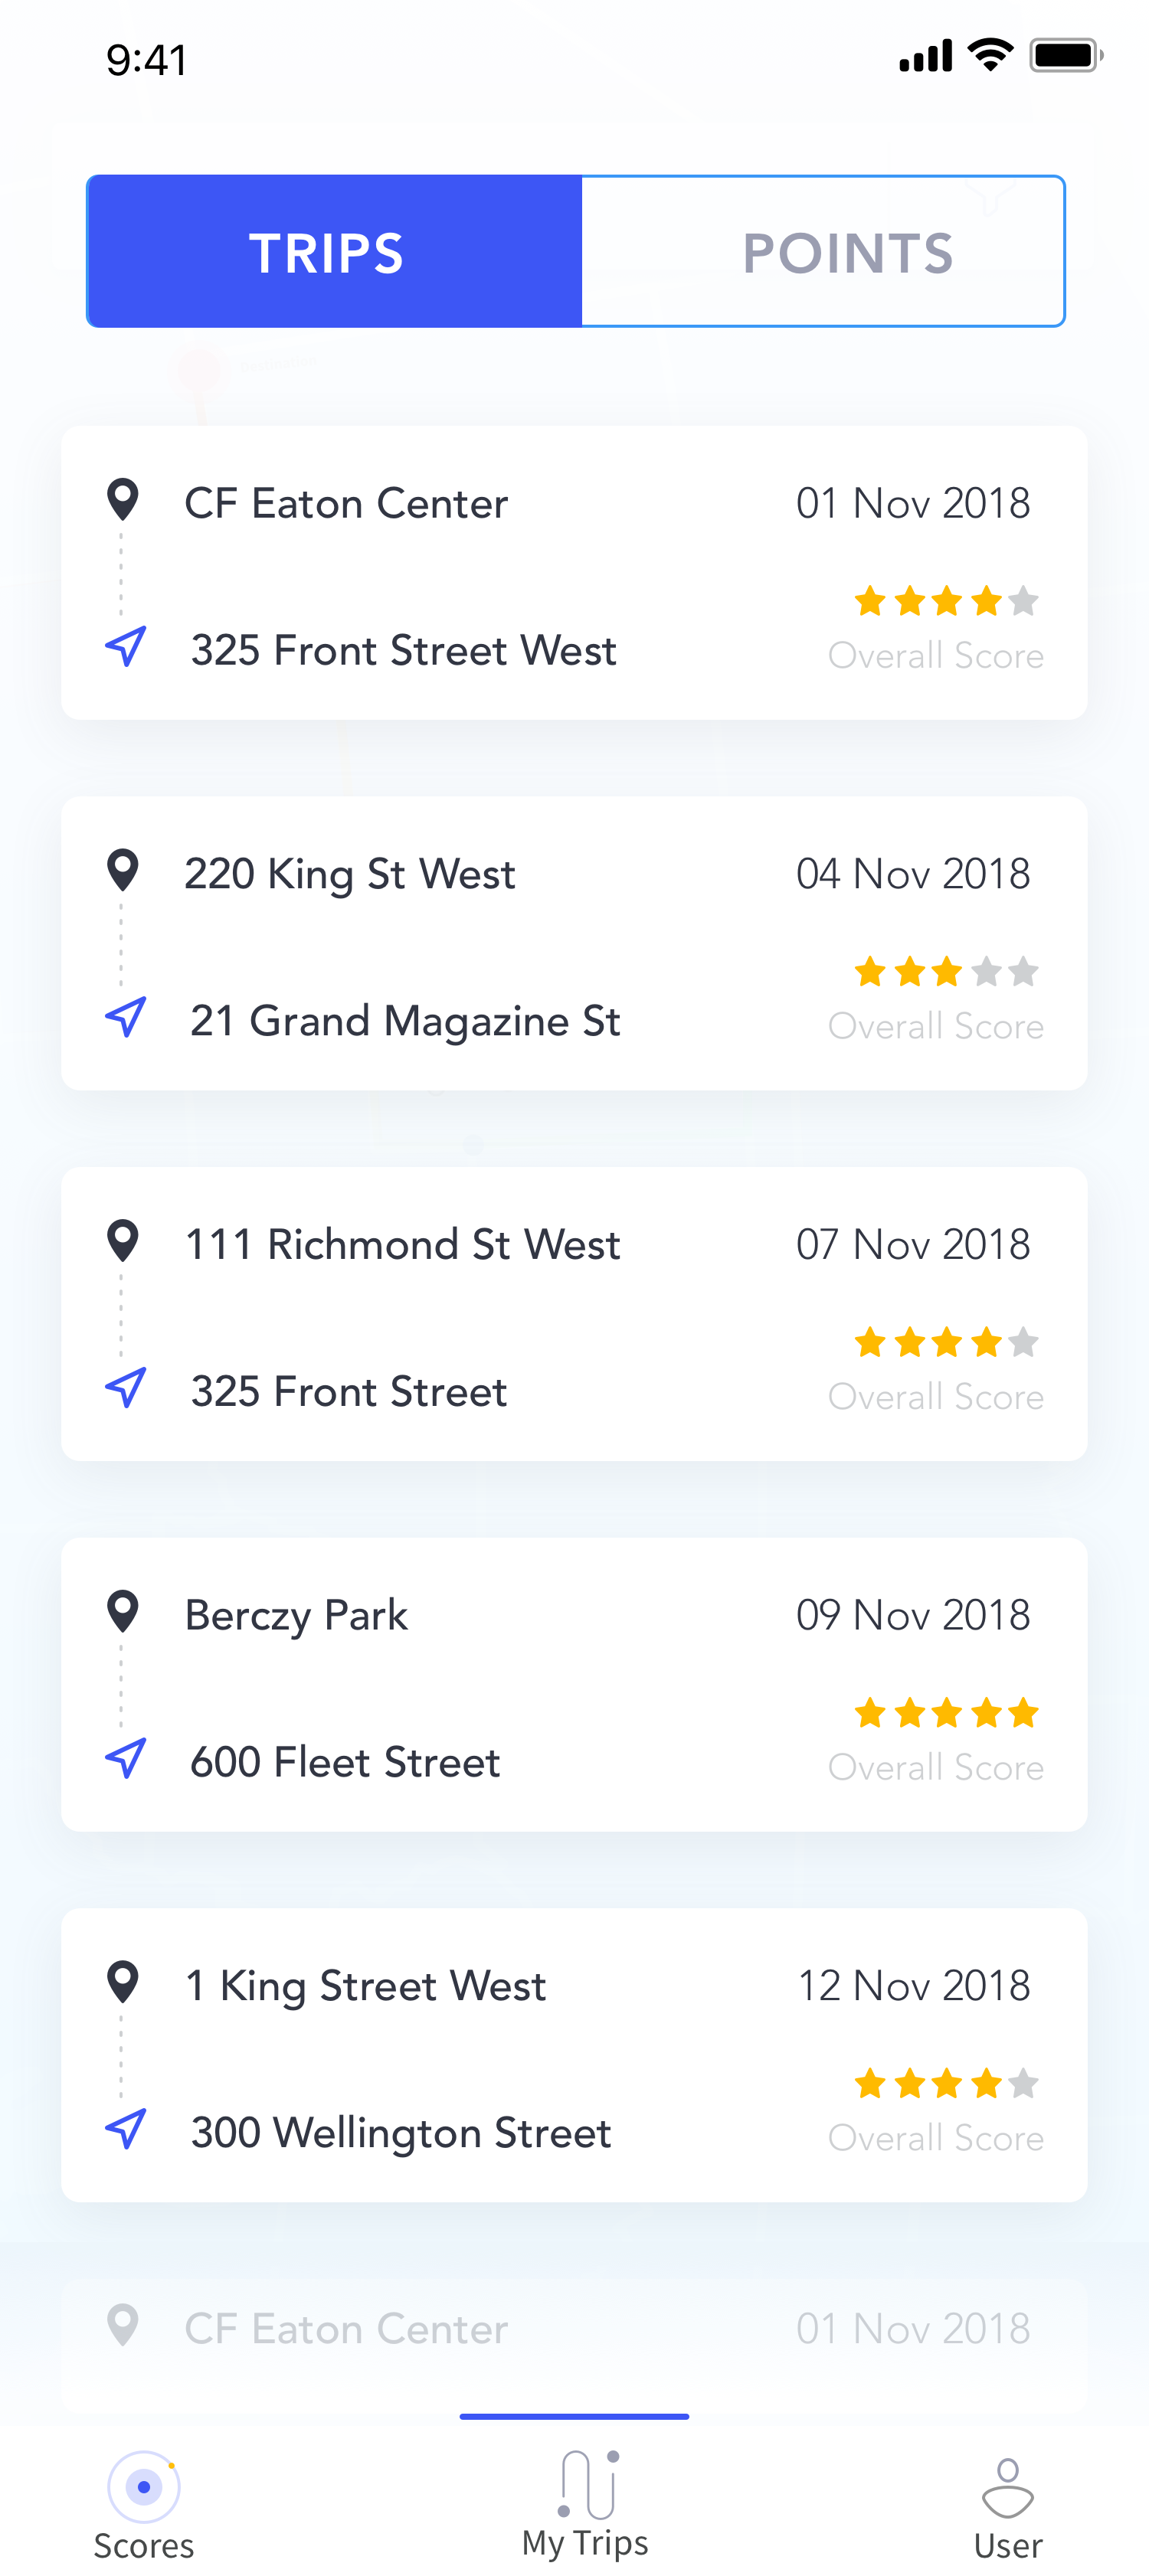 9:41
TRIPS POINTS
CF Eaton Center 01 Nov 2018
325 Front Street West
Overall Score
220 King St West 04 Nov 2018
21 Grand Magazine St
Overall Score
111 Richmond St West 07 Nov 2018
325 Front Street
Overall Score
Berczy Park 09 Nov 2018
600 Fleet Street
Overall Score
1 King Street West 12 Nov 2018
300 Wellington Street
Overall Score
CF Eaton Center 01 Nov 2018
Scores My Trips User